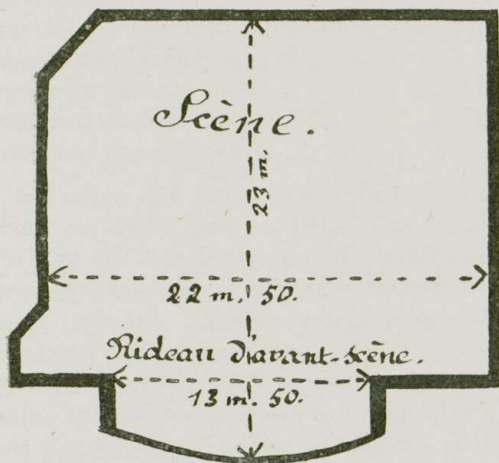 Scène.
23 m.
22 m. 50.
Rideau d'avant-scène.
13 m. 50.